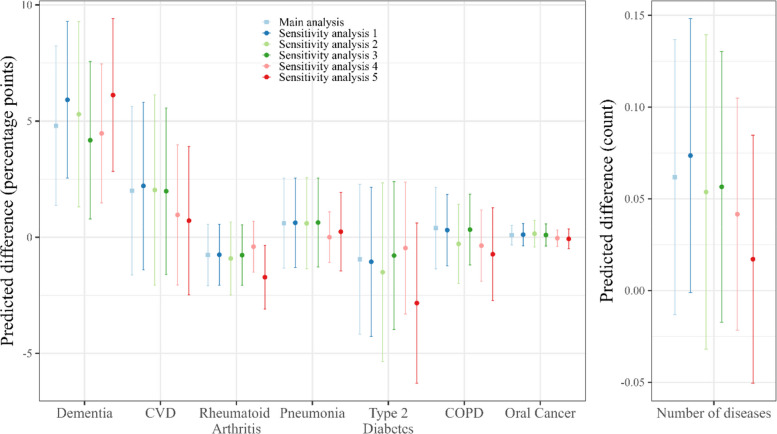 Predicted difference (percentage points)
10
5
0
-5
Main analysis
Sensitivity analysis 1
Sensitivity analysis 2
Sensitivity analysis 3
Sensitivity analysis 4
Sensitivity analysis 5
Dementia
CVD
Rheumatoid
Arthritis
Pneumonia
Type 2
Diabetes
COPD
Oral Cancer
Predicted difference (count)
0.15
0.10
0.05
0.00
-0.05
Number of diseases